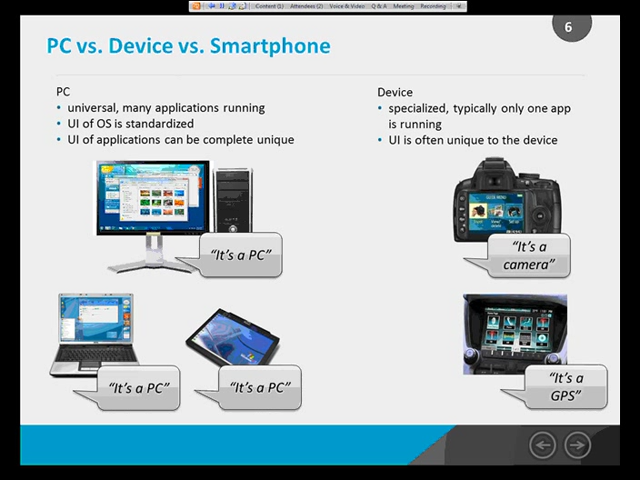 Content (1) Attendees (2) Voice & Video Q & A Meeting Recording
6
PC vs. Device vs. Smartphone
PC
• universal, many applications running
• UI of OS is standardized
• UI of applications can be complete unique
Device
• specialized, typically only one app
is running
• UI is often unique to the device
"It's a PC"
"It's a
camera"
"It's a PC"
"It's a PC"
"It's a
GPS"